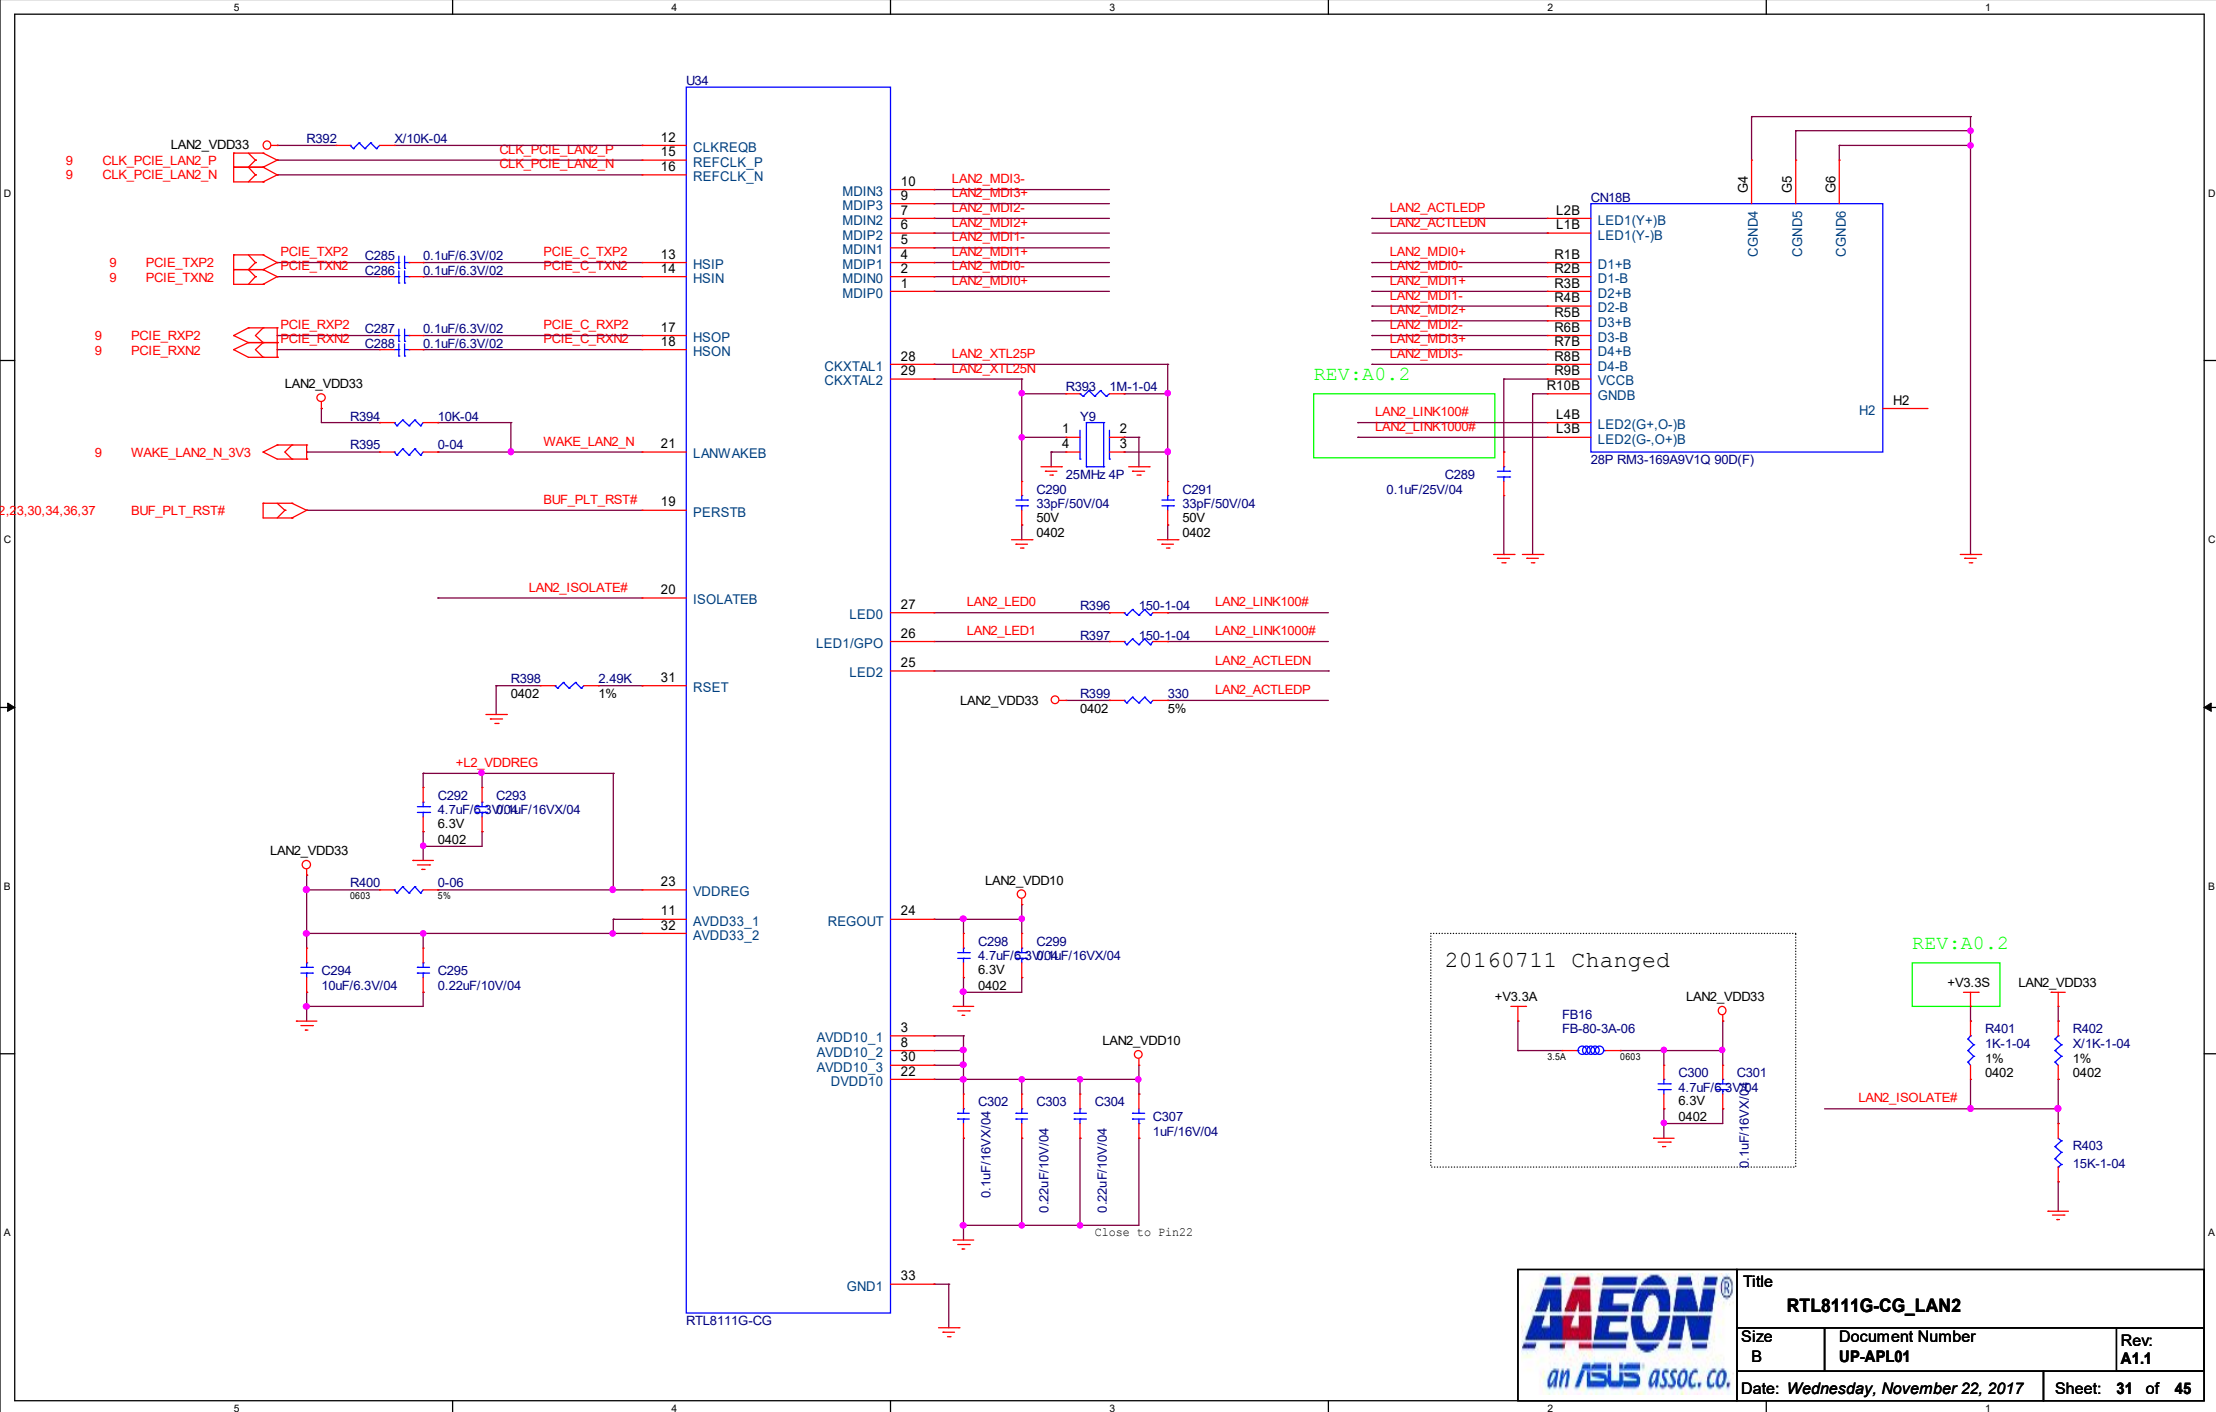 5 4 3 2 1
D
C
B
A
U34
LAN2_VDD33 R392 X/10K-04 12 CLKREQB
9 CLK_PCIE_LAN2_P CLK_PCIE_LAN2_P 15 REFCLK_P
9 CLK_PCIE_LAN2_N CLK_PCIE_LAN2_N 16 REFCLK_N
9 PCIE_TXP2 PCIE_TXP2 C285 0.1uF/6.3V/02 PCIE_C_TXP2 13 HSIP
9 PCIE_TXN2 PCIE_TXN2 C286 0.1uF/6.3V/02 PCIE_C_TXN2 14 HSIN
9 PCIE_RXP2 PCIE_RXP2 C287 0.1uF/6.3V/02 PCIE_C_RXP2 17 HSOP
9 PCIE_RXN2 PCIE_RXN2 C288 0.1uF/6.3V/02 PCIE_C_RXN2 18 HSON
LAN2_VDD33
R394 10K-04
9 WAKE_LAN2_N_3V3 R395 0-04 WAKE_LAN2_N 21 LANWAKEB
2,23,30,34,36,37 BUF_PLT_RST# BUF_PLT_RST# 19 PERSTB
LAN2_ISOLATE# 20 ISOLATEB
R398 2.49K 31 RSET
0402 1%
+L2_VDDREG
C292 C293
4.7uF/6.3V/04 0.1uF/16VX/04
6.3V
0402
LAN2_VDD33
R400 0-06 23 VDDREG
0603 5%
11 AVDD33_1
32 AVDD33_2
C294 C295
10uF/6.3V/04 0.22uF/10V/04
RTL8111G-CG
MDIN3 10 LAN2_MDI3-
MDIP3 9 LAN2_MDI3+
MDIN2 7 LAN2_MDI2-
MDIP2 6 LAN2_MDI2+
MDIN1 5 LAN2_MDI1-
MDIP1 4 LAN2_MDI1+
MDIN0 2 LAN2_MDI0-
MDIP0 1 LAN2_MDI0+
CKXTAL1 28 LAN2_XTL25P
CKXTAL2 29 LAN2_XTL25N
R393 1M-1-04
Y9
1 2
4 3
25MHz 4P
C290 C291
33pF/50V/04 33pF/50V/04
50V 50V
0402 0402
LED0 27 LAN2_LED0 R396 150-1-04 LAN2_LINK100#
LED1/GPO 26 LAN2_LED1 R397 150-1-04 LAN2_LINK1000#
LED2 25 LAN2_ACTLEDN
LAN2_VDD33 R399 330 LAN2_ACTLEDP
0402 5%
LAN2_VDD10
REGOUT 24
C298 C299
4.7uF/6.3V/04 0.1uF/16VX/04
6.3V
0402
AVDD10_1 3
AVDD10_2 8
AVDD10_3 30
DVDD10 22
LAN2_VDD10
C302 C303 C304 C307
0.1uF/16VX/04 0.22uF/10V/04 0.22uF/10V/04 1uF/16V/04
Close to Pin22
GND1 33
CN18B
G4 G5 G6
CGND4 CGND5 CGND6
LAN2_ACTLEDP L2B LED1(Y+)B
LAN2_ACTLEDN L1B LED1(Y-)B
LAN2_MDI0+ R1B D1+B
LAN2_MDI0- R2B D1-B
LAN2_MDI1+ R3B D2+B
LAN2_MDI1- R4B D2-B
LAN2_MDI2+ R5B D3+B
LAN2_MDI2- R6B D3-B
LAN2_MDI3+ R7B D4+B
LAN2_MDI3- R8B D4-B
R9B VCCB
R10B GNDB
REV:A0.2
LAN2_LINK100# L4B LED2(G+,O-)B
LAN2_LINK1000# L3B LED2(G-,O+)B
H2 H2
28P RM3-169A9V1Q 90D(F)
C289
0.1uF/25V/04
20160711 Changed
+V3.3A LAN2_VDD33
FB16
FB-80-3A-06
3.5A 0603
C300 C301
4.7uF/6.3V/04 0.1uF/16VX/04
6.3V
0402
REV:A0.2
+V3.3S LAN2_VDD33
R401 R402
1K-1-04 X/1K-1-04
1% 1%
0402 0402
LAN2_ISOLATE#
R403
15K-1-04
AAEON®
an ASUS assoc. co.
Title
RTL8111G-CG_LAN2
Size Document Number Rev:
B UP-APL01 A1.1
Date: Wednesday, November 22, 2017 Sheet: 31 of 45
D
C
B
A
5 4 3 2 1